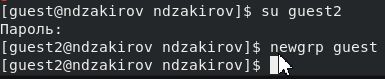 [guest@ndzakirov ndzakirov]$ su guest2
Пароль:
[guest2@ndzakirov ndzakirov]$ newgrp guest
[guest2@ndzakirov ndzakirov]$